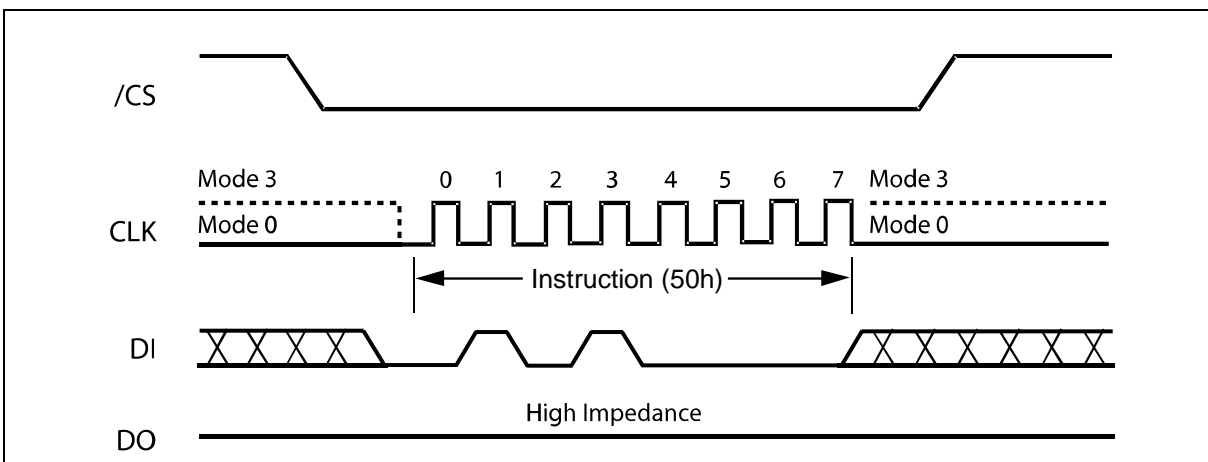 /CS
Mode 3
0 1 2 3 4 5 6 7
Mode 3
CLK
Mode 0
Mode 0
Instruction (50h)
DI
High Impedance
DO